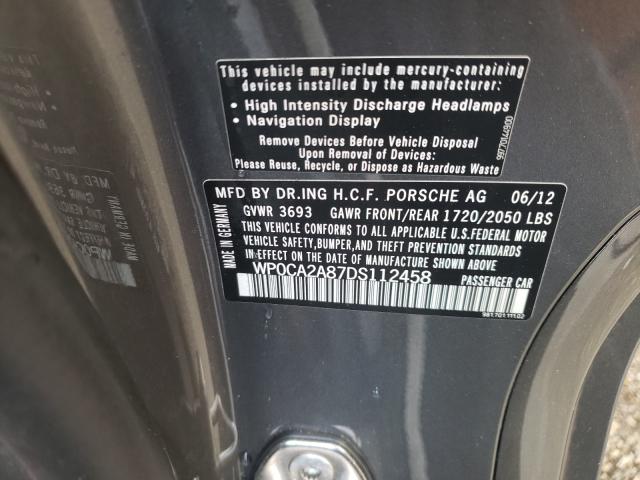 This vehicle may include mercury-containing
devices installed by the manufacturer:
• High Intensity Discharge Headlamps
• Navigation Display
Remove Devices Before Vehicle Disposal
Upon Removal of Devices:
Please Reuse, Recycle, or Dispose as Hazardous Waste
MFD BY DR.ING H.C.F. PORSCHE AG 06/12
GVWR 3693 GAWR FRONT/REAR 1720/2050 LBS
THIS VEHICLE CONFORMS TO ALL APPLICABLE U.S.FEDERAL MOTOR
VEHICLE SAFETY,BUMPER,AND THEFT PREVENTION STANDARDS
IN EFFECT ON THE DATE OF MANUFACTURE SHOWN ABOVE.
WP0CA2A87DS112458
PASSENGER CAR
MADE IN GERMANY
981.701.111.02